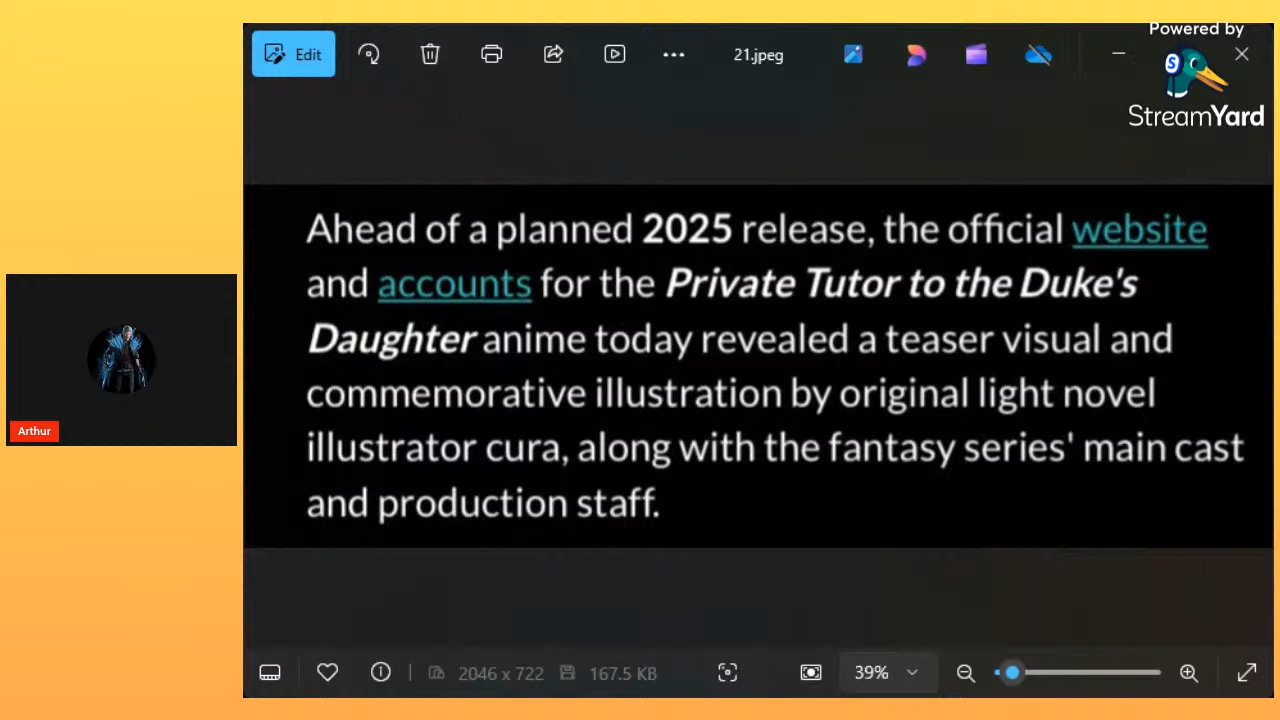 Powered by
StreamYard
Edit
21.jpeg
Ahead of a planned 2025 release, the official website
and accounts for the Private Tutor to the Duke's
Daughter anime today revealed a teaser visual and
commemorative illustration by original light novel
illustrator cura, along with the fantasy series' main cast
and production staff.
Arthur
2046 x 722
167.5 KB
39%